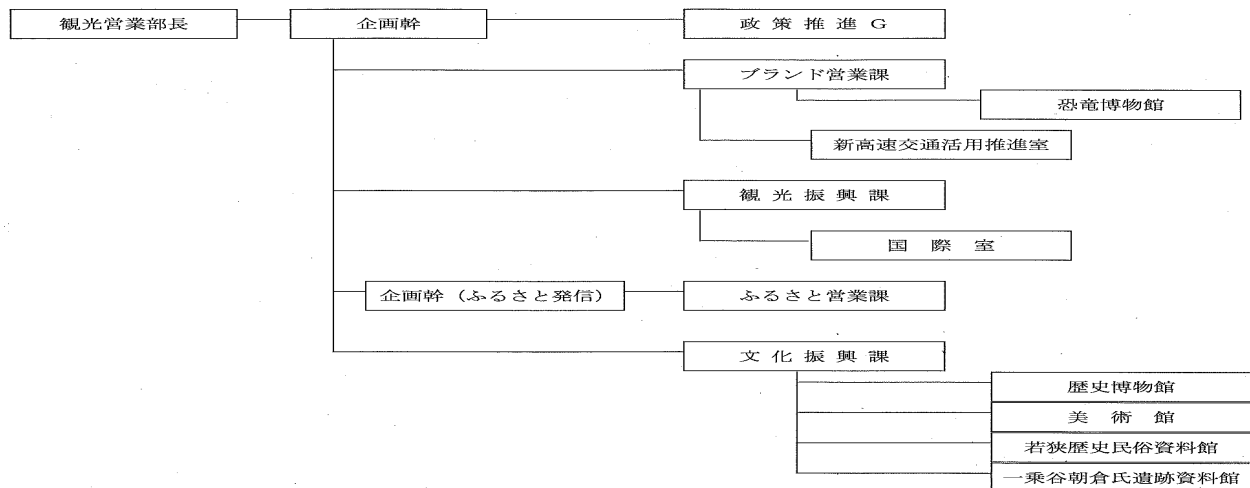 観光営業部長
企画幹
政策推進G
ブランド営業課
恐竜博物館
新高速交通活用推進室
観光振興課
国際室
企画幹（ふるさと発信）
ふるさと営業課
文化振興課
歴史博物館
美術館
若狭歴史民俗資料館
一乗谷朝倉氏遺跡資料館